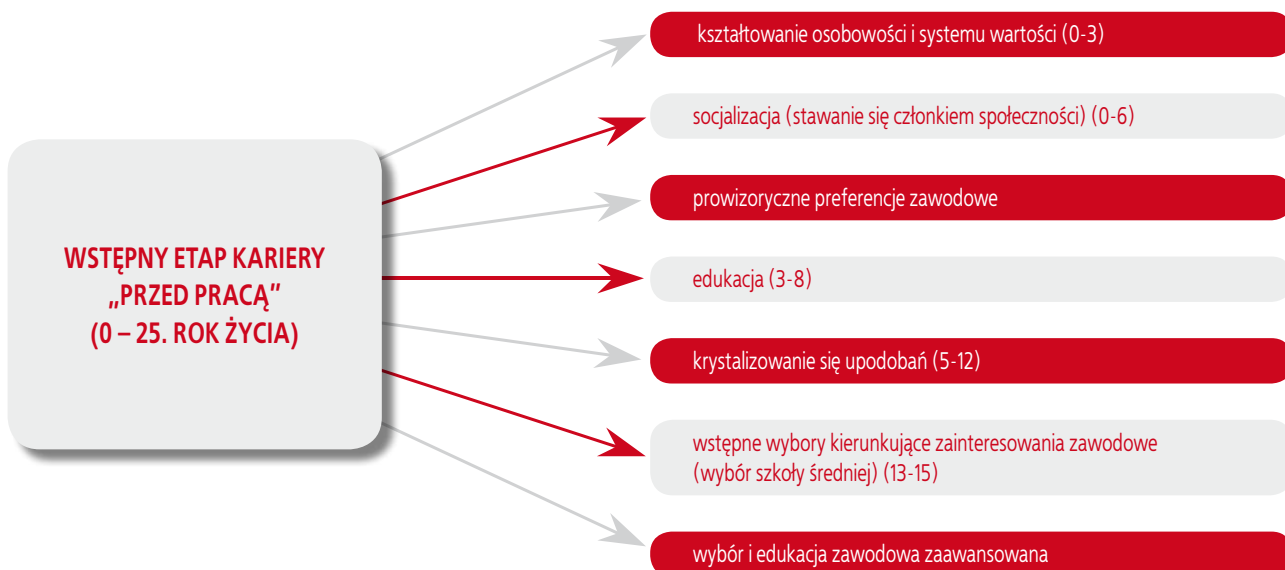 WSTĘPNY ETAP KARIERY
„PRZED PRACĄ”
(0 – 25. ROK ŻYCIA)
kształtowanie osobowości i systemu wartości (0-3)
socjalizacja (stawanie się członkiem społeczności) (0-6)
prowizoryczne preferencje zawodowe
edukacja (3-8)
krystalizowanie się upodobań (5-12)
wstępne wybory kierunkujące zainteresowania zawodowe
(wybór szkoły średniej) (13-15)
wybór i edukacja zawodowa zaawansowana